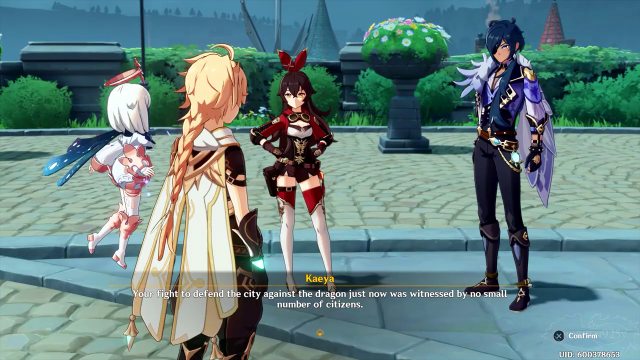 Kaeya
Your fight to defend the city against the dragon just now was witnessed by no small
number of citizens.
Confirm
UID: 600378653